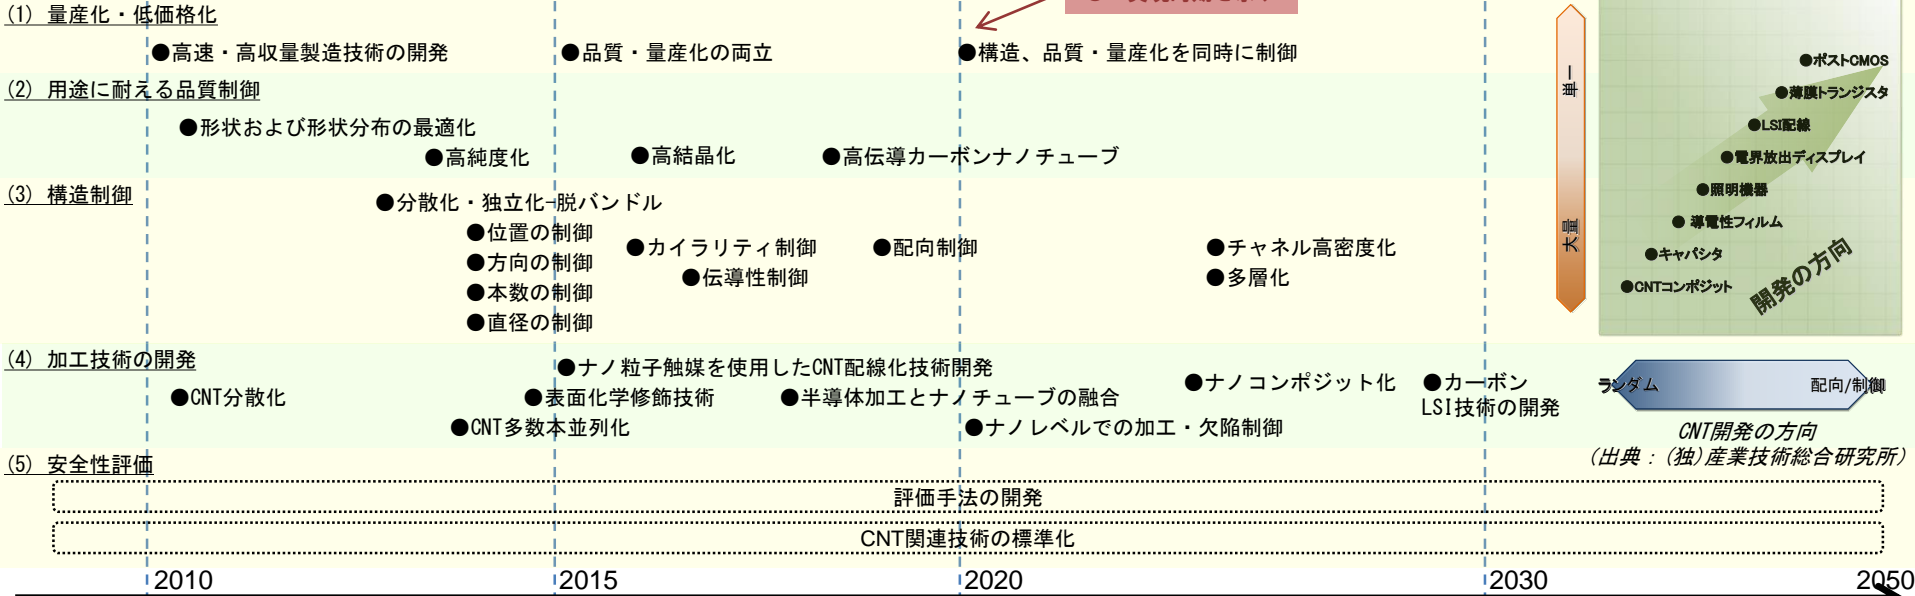 (1) 量産化・低価格化
●高速・高収量製造技術の開発
●品質・量産化の両立
●構造、品質・量産化を同時に制御
(2) 用途に耐える品質制御
●形状および形状分布の最適化
●高純度化
●高結晶化
●高伝導カーボンナノチューブ
(3) 構造制御
●分散化・独立化-脱バンドル
●位置の制御
●方向の制御
●本数の制御
●直径の制御
●カイラリティ制御
●伝導性制御
●配向制御
●チャネル高密度化
●多層化
(4) 加工技術の開発
●ナノ粒子触媒を使用したCNT配線化技術開発
●CNT分散化
●表面化学修飾技術
●半導体加工とナノチューブの融合
●CNT多数本並列化
●ナノレベルでの加工・欠陥制御
●ナノコンポジット化
●カーボン
LSI技術の開発
(5) 安全性評価
評価手法の開発
CNT関連技術の標準化
単一
大量
●ポストCMOS
●薄膜トランジスタ
●LSI配線
●電界放出ディスプレイ
●照明機器
● 導電性フィルム
●キャパシタ
●CNTコンポジット
開発の方向
ランダム
配向/制御
CNT開発の方向
(出典：(独)産業技術総合研究所)
2010
2015
2020
2030
2050